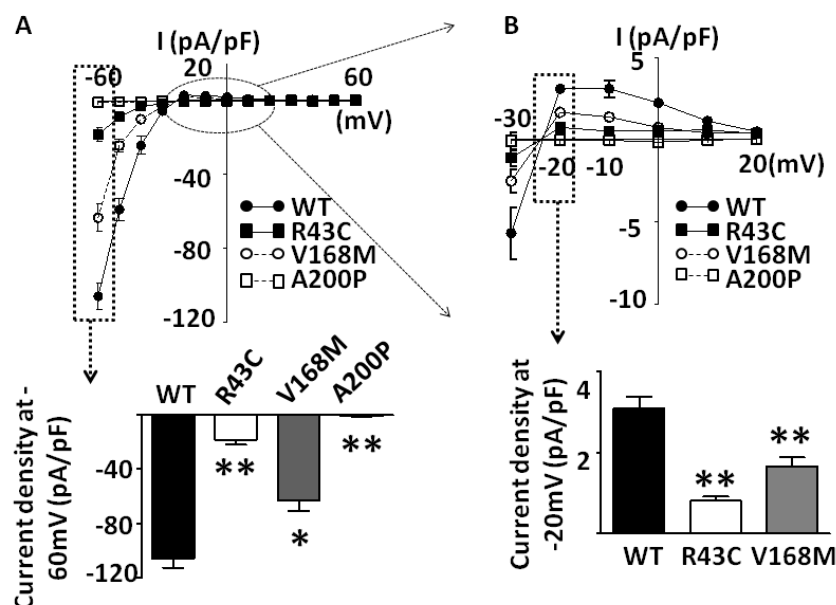 A
I (pA/pF)
-60
20
60
(mV)
-40
-80
-120
WT
R43C
V168M
A200P
B
I (pA/pF)
5
-30
-20
-10
20(mV)
-5
-10
WT
R43C
V168M
A200P
WT
R43C
V168M
A200P
Current density at -
60mV (pA/pF)
-40
-80
-120
**
*
**
Current density at
-20mV (pA/pF)
4
2
**
**
WT
R43C
V168M